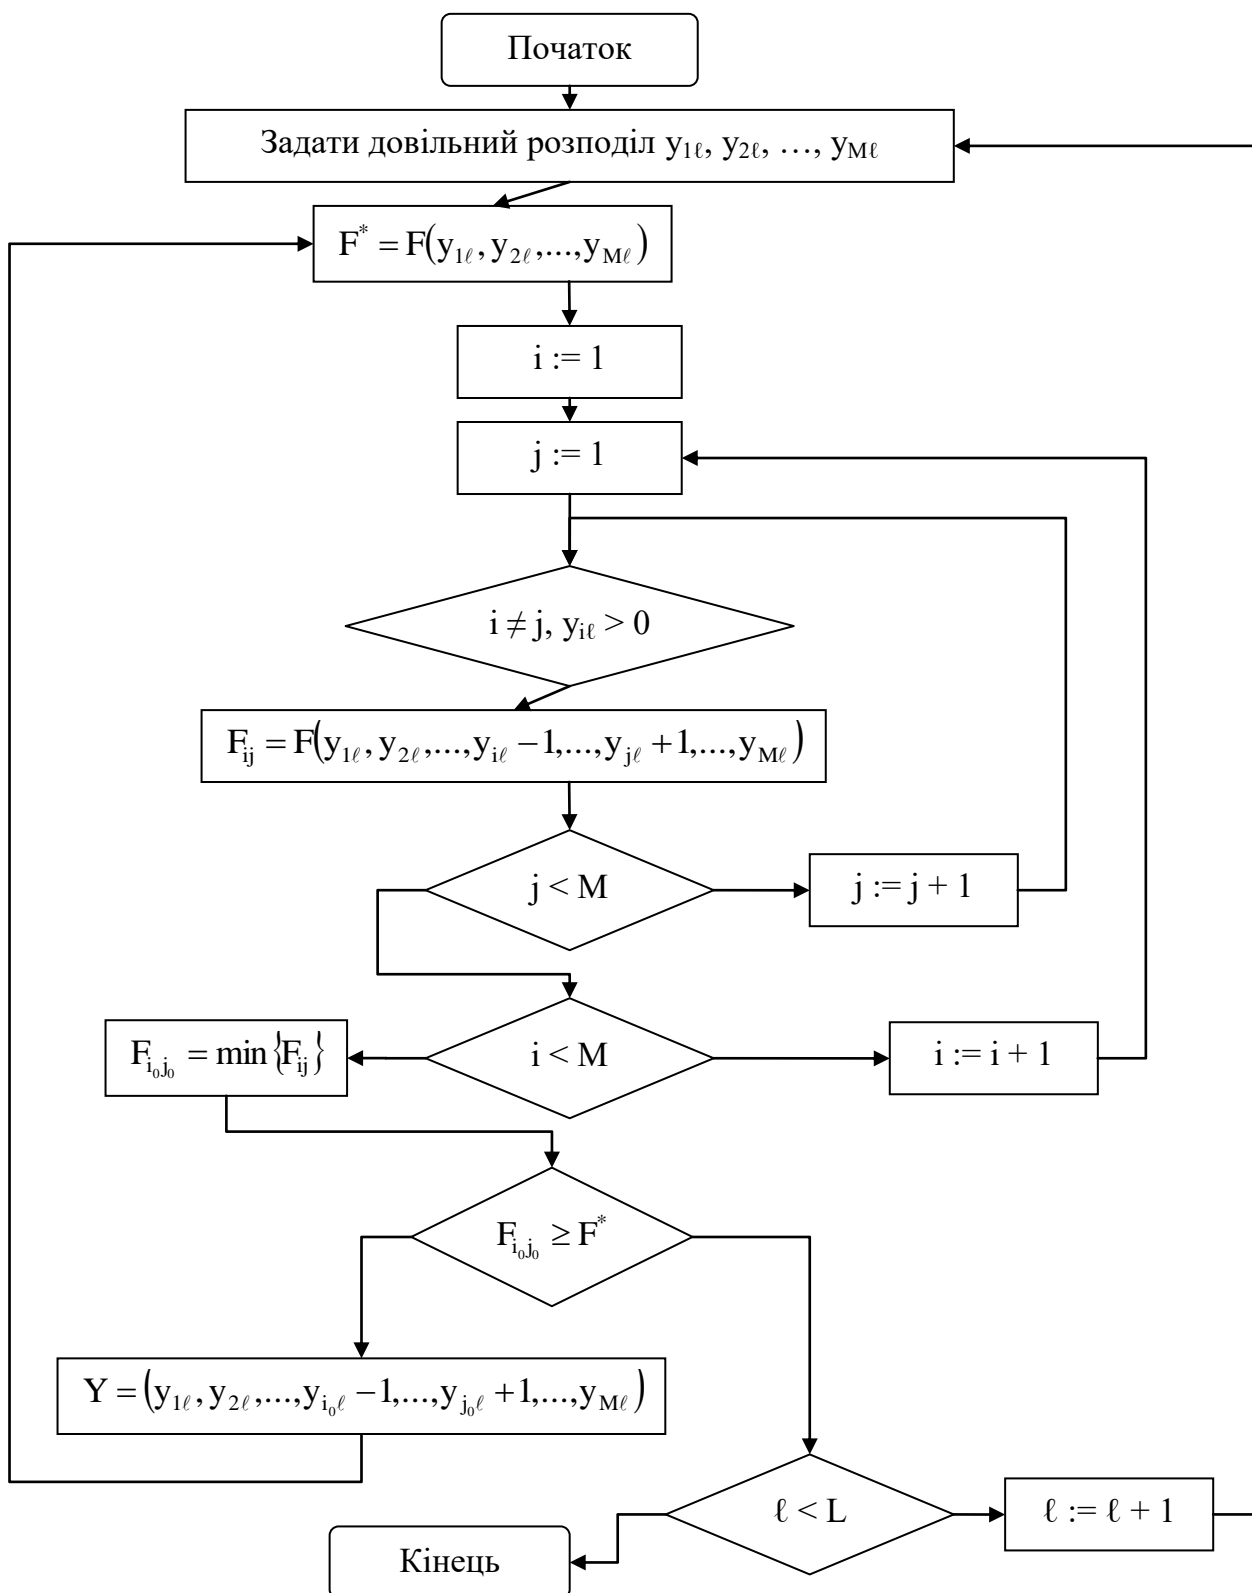 Початок
Задати довільний розподіл y₁ℓ, y₂ℓ, …, yMℓ
F* = F(y₁ℓ, y₂ℓ,..., yMℓ)
i := 1
j := 1
i ≠ j, yiℓ > 0
Fij = F(y₁ℓ, y₂ℓ,..., yiℓ −1,..., yjℓ +1,..., yMℓ)
j < M
j := j + 1
Fi₀j₀ = min{Fij}
i < M
i := i + 1
Fi₀j₀ ≥ F*
Y = (y₁ℓ, y₂ℓ,..., yi₀ℓ −1,..., yj₀ℓ +1,..., yMℓ)
ℓ < L
ℓ := ℓ + 1
Кінець